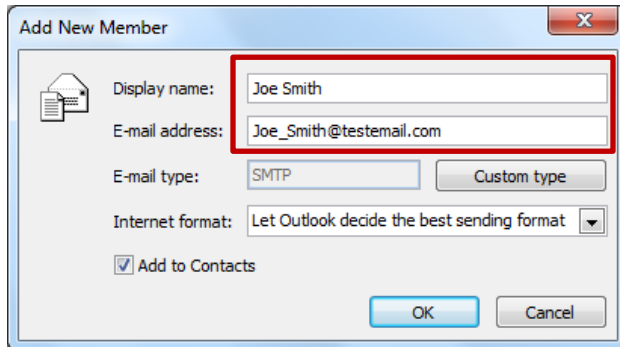 Add New Member
Display name: Joe Smith
E-mail address: Joe_Smith@testemail.com
E-mail type: SMTP Custom type
Internet format: Let Outlook decide the best sending format
Add to Contacts
OK Cancel